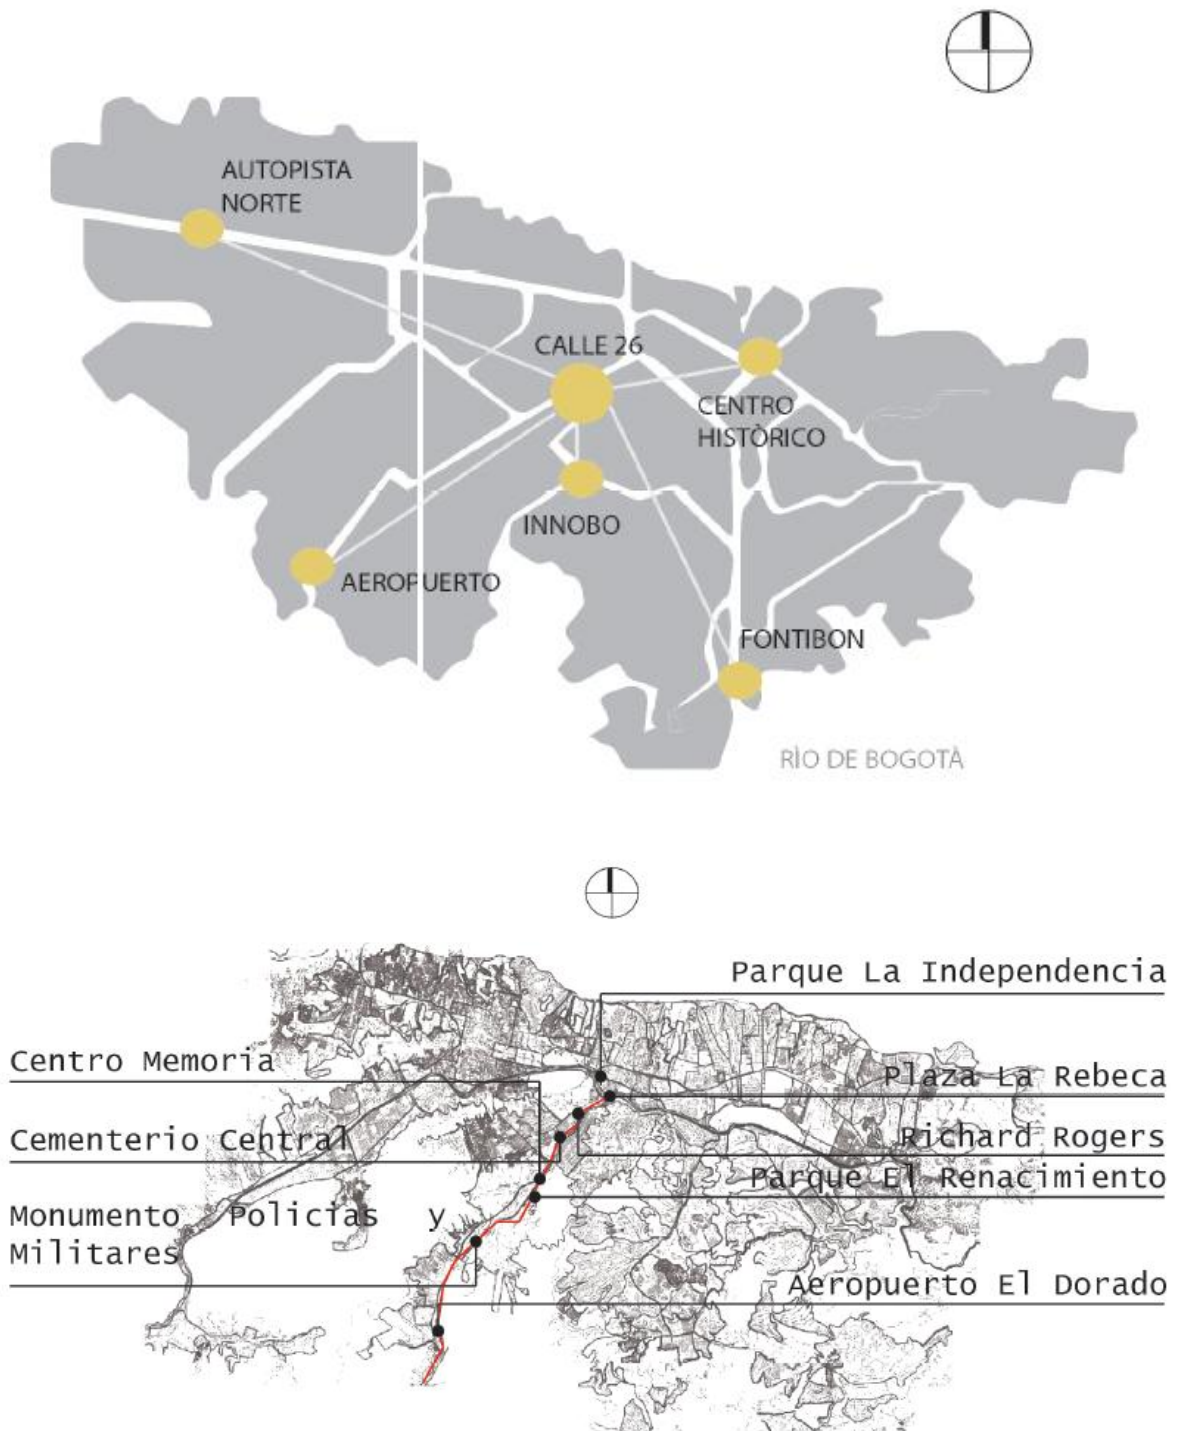 AUTOPISTA
NORTE
CALLE 26
CENTRO
HISTÒRICO
INNOBO
AEROPUERTO
FONTIBON
RÌO DE BOGOTÀ
Parque La Independencia
Centro Memoria
Plaza La Rebeca
Cementerio Central
Richard Rogers
Parque El Renacimiento
Monumento Policías y
Militares
Aeropuerto El Dorado